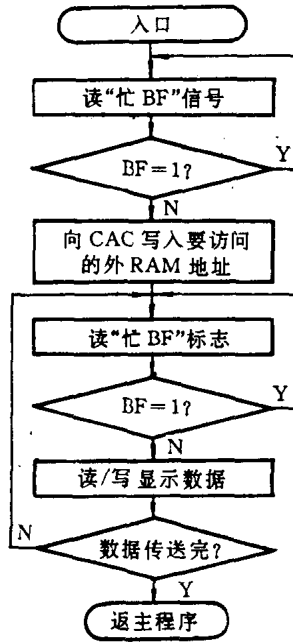 入口
读“忙 BF”信号
BF=1?
Y
N
向 CAC 写入要访问
的外 RAM 地址
读“忙 BF”标志
BF=1?
Y
N
读/写 显示数据
N
数据传送完?
Y
返主程序